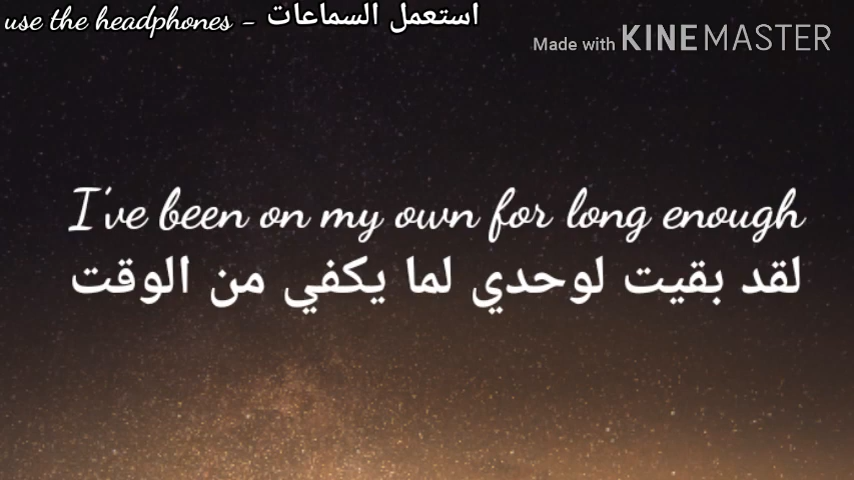 use the headphones - استعمل السماعات
Made with KINEMASTER
I've been on my own for long enough
لقد بقيت لوحدي لما يكفي من الوقت